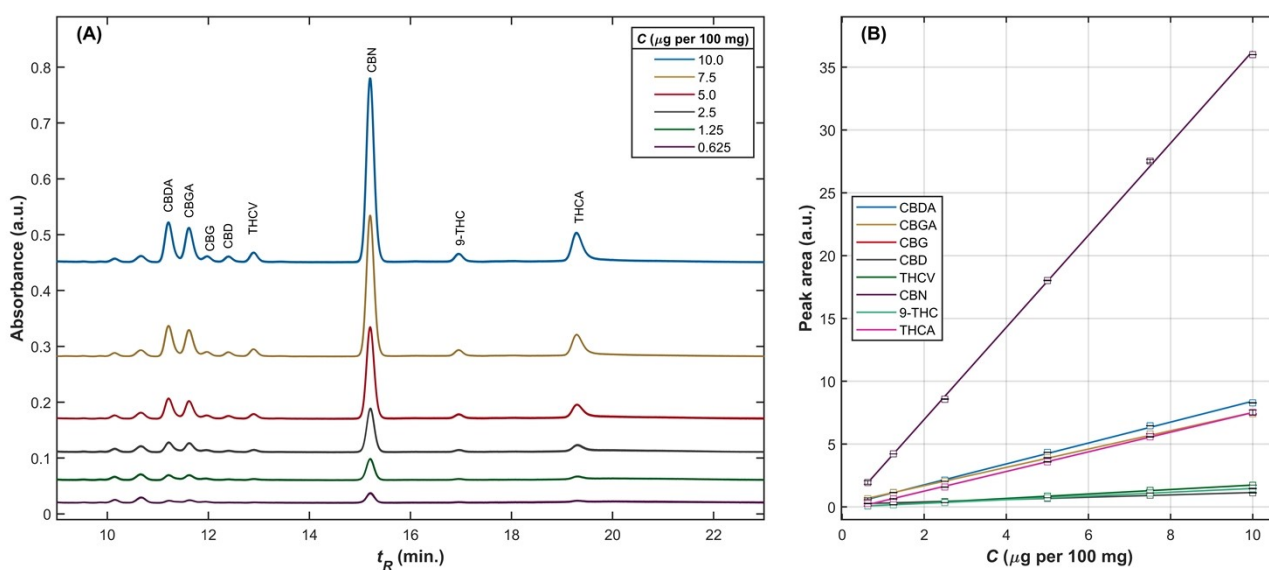 (A)
C (μg per 100 mg)
10.0
7.5
5.0
2.5
1.25
0.625
CBDA
CBGA
CBG
CBD
THCV
CBN
9-THC
THCA
0.8
0.7
0.6
0.5
0.4
0.3
0.2
0.1
0
Absorbance (a.u.)
10
12
14
16
18
20
22
t_R (min.)
(B)
35
30
25
20
15
10
5
0
Peak area (a.u.)
CBDA
CBGA
CBG
CBD
THCV
CBN
9-THC
THCA
0
2
4
6
8
10
C (μg per 100 mg)